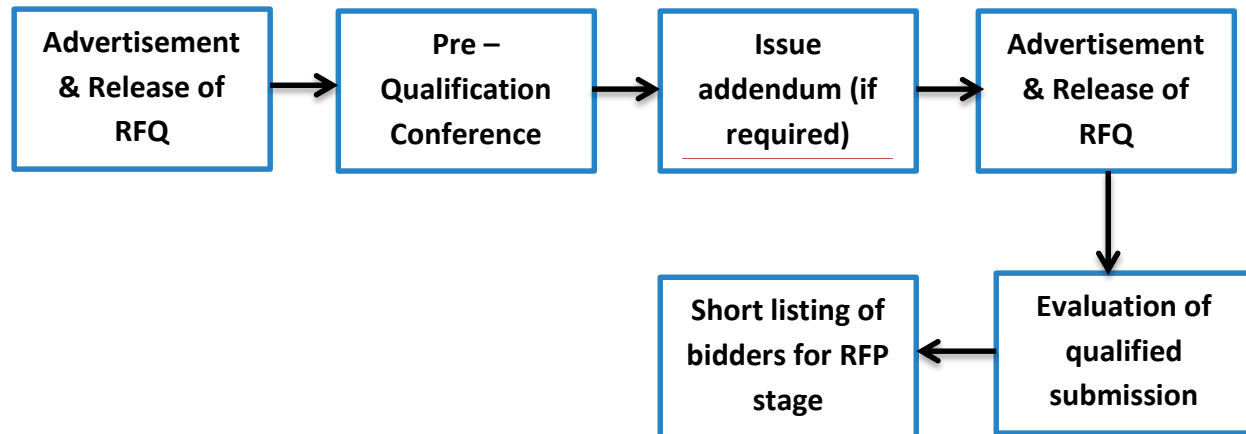 Advertisement
& Release of
RFQ
Pre –
Qualification
Conference
Issue
addendum (if
required)
Advertisement
& Release of
RFQ
Short listing of
bidders for RFP
stage
Evaluation of
qualified
submission